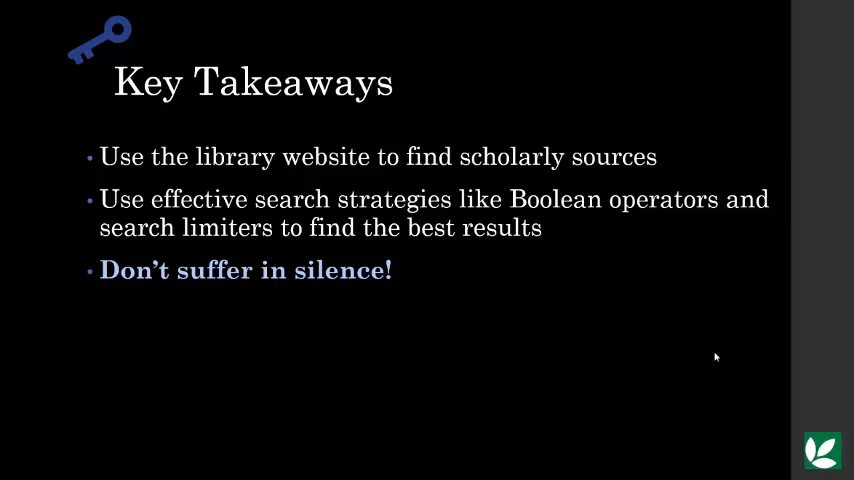 Key Takeaways
• Use the library website to find scholarly sources
• Use effective search strategies like Boolean operators and
search limiters to find the best results
• Don’t suffer in silence!